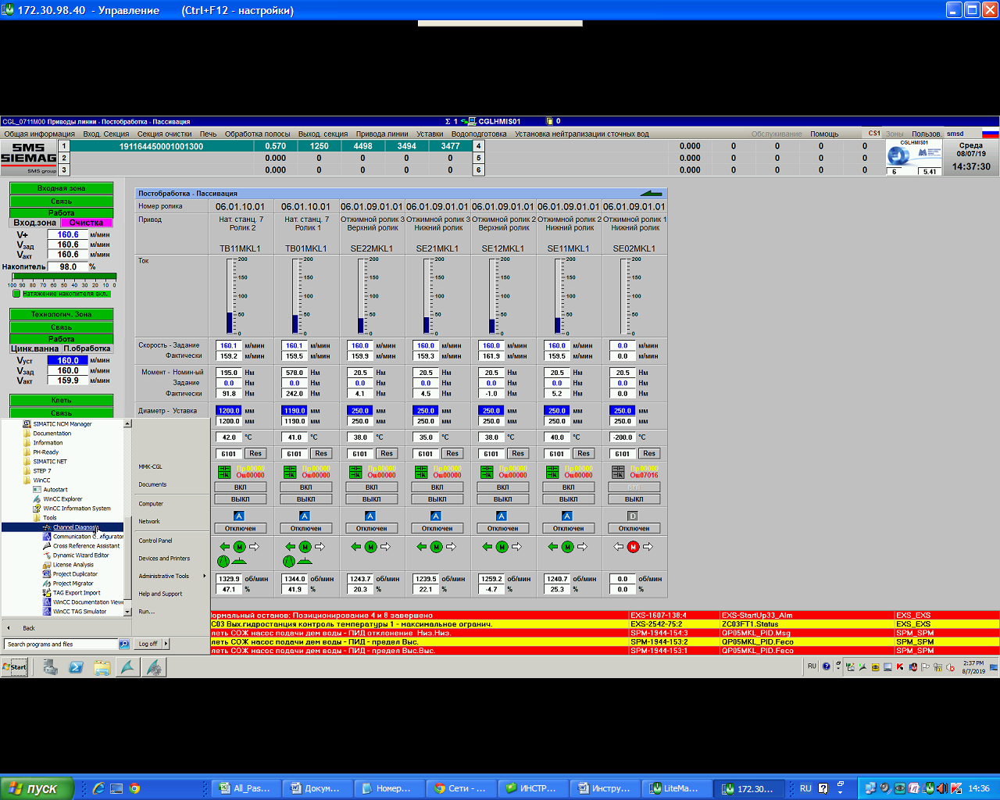 172.30.98.40 - Управление (Ctrl+F12 - настройки)
CGL_0711M00 Приводы линии - Постобработка - Пассивация Σ 1 CGLHMIS01 0
Общая информация Вход. Секция Секция очистки Печь Обработка полосы Выход. секция Привода линии Уставки Водоподготовка Установка нейтрализации сточных вод Обслуживание Помощь CS1 Зоны Пользов. smsd
SMS SIEMAG SMS group
1 191164450001001300 0.570 1250 4498 3494 3477 4 0.000 0 0 0 0
2 0.000 0 0 0 0 5 0.000 0 0 0 0
3 0.000 0 0 0 0 6 0.000 0 0 0 0
CGLHMIS01
6 5.41
Среда
08/07/19
14:37:30
Входная зона
Связь
Работа
Вход.зона Очистка
V+ 160.6 м/мин
Vзад 160.6 м/мин
Vакт 160.6 м/мин
Накопитель 98.0 %
100 90 80 70 60 50 40 30 20 10 0
Натяжение накопителя вкл.
Технологич. Зона
Связь
Работа
Цинк.ванна П.обработка
Vуст 160.0 м/мин
Vзад 160.0 м/мин
Vакт 159.9 м/мин
Клеть
Связь
Постобработка - Пассивация
Номер ролика 06.01.10.01 06.01.10.01 06.01.09.01.01 06.01.09.01.01 06.01.09.01.01 06.01.09.01.01 06.01.09.01.01
Привод Нат. станц. 7 Нат. станц. 7 Отжимной ролик 3 Отжимной ролик 3 Отжимной ролик 2 Отжимной ролик 2 Отжимной ролик 1
Ролик 2 Ролик 1 Верхний ролик Нижний ролик Верхний ролик Нижний ролик Нижний ролик
TB11MKL1 TB01MKL1 SE22MKL1 SE21MKL1 SE12MKL1 SE11MKL1 SE02MKL1
Ток 200 200 200 200 200 200 200
150 150 150 150 150 150 150
100 100 100 100 100 100 100
50 50 50 50 50 50 50
0 0 0 0 0 0 0
Скорость - Задание 160.1 м/мин 160.1 м/мин 160.0 м/мин 160.0 м/мин 160.0 м/мин 160.0 м/мин 0.0 м/мин
Фактически 159.2 м/мин 159.5 м/мин 159.9 м/мин 159.3 м/мин 161.9 м/мин 159.5 м/мин 0.0 м/мин
Момент - Номин-ый 195.0 Нм 578.0 Нм 20.5 Нм 20.5 Нм 20.5 Нм 20.5 Нм 20.5 Нм
Задание 0.0 Нм 0.0 Нм 0.0 Нм 0.0 Нм 0.0 Нм 0.0 Нм 0.0 Нм
Фактически 91.8 Нм 242.0 Нм 4.1 Нм 4.5 Нм -1.0 Нм 5.2 Нм 0.0 Нм
Диаметр - Уставка 1200.0 мм 1190.0 мм 250.0 мм 250.0 мм 250.0 мм 250.0 мм 250.0 мм
1200.0 мм 1190.0 мм 250.0 мм 250.0 мм 250.0 мм 250.0 мм 250.0 мм
42.0 °C 41.0 °C 38.0 °C 35.0 °C 38.0 °C 40.0 °C -200.0 °C
6101 Res 6101 Res 6101 Res 6101 Res 6101 Res 6101 Res 6101 Res
Пр00000 Пр00000 Пр00000 Пр00000 Пр00000 Пр00000 Пр00000
Ош00000 Ош00000 Ош00000 Ош00000 Ош00000 Ош00000 Ош07016
ВКЛ ВКЛ ВКЛ ВКЛ ВКЛ ВКЛ ВКЛ
ВЫКП ВЫКП ВЫКП ВЫКП ВЫКП ВЫКП ВЫКП
A A A A A A D
Отключен Отключен Отключен Отключен Отключен Отключен Отключен
M M M M M M M
1329.9 об/мин 1344.0 об/мин 1243.7 об/мин 1239.5 об/мин 1259.2 об/мин 1240.7 об/мин 0.0 об/мин
47.1 % 41.9 % 20.3 % 22.1 % -4.7 % 25.3 % 0.0 %
SIMATIC NCM Manager
Documentation
Information
PH-Ready
SIMATIC NET
STEP 7
WinCC
Autostart
WinCC Explorer
WinCC Information System
Tools
Channel Diagnosis
Communication Configurator
Cross Reference Assistant
Dynamic Wizard Editor
License Analysis
Project Duplicator
Project Migrator
TAG Export Import
WinCC Documentation Viewe
WinCC TAG Simulator
Back
Search programs and files
MMK-CGL
Documents
Computer
Network
Control Panel
Devices and Printers
Administrative Tools
Help and Support
Run...
Log off
ормальный останов: Позиционирование 4 и 8 завершено EXS-1607-138:4 EXS-StartUp33_Alm EXS_EXS
С03 Вых.гидростанция контроль температуры 1 - максимальное огранич. EXS-2542-75:2 ZC03FT1.Status EXS_EXS
леть СОЖ насос подачи дем воды - ПИД отклонение Низ.Низ. SPM-1944-154:3 QP05MKL_PID.Msg SPM_SPM
леть СОЖ насос подачи дем воды - ПИД - предел Выс. SPM-1944-153:2 QP05MKL_PID.Feco SPM_SPM
леть СОЖ насос подачи дем воды - ПИД - предел Выс.Выс. SPM-1944-153:1 QP05MKL_PID.Feco SPM_SPM
Start RU 2:37 PM
8/7/2019
пуск All_Pas... Докум... Номер... Сети - ... ИНСТР... Инстру... LiteMa... 172.30... RU 14:36